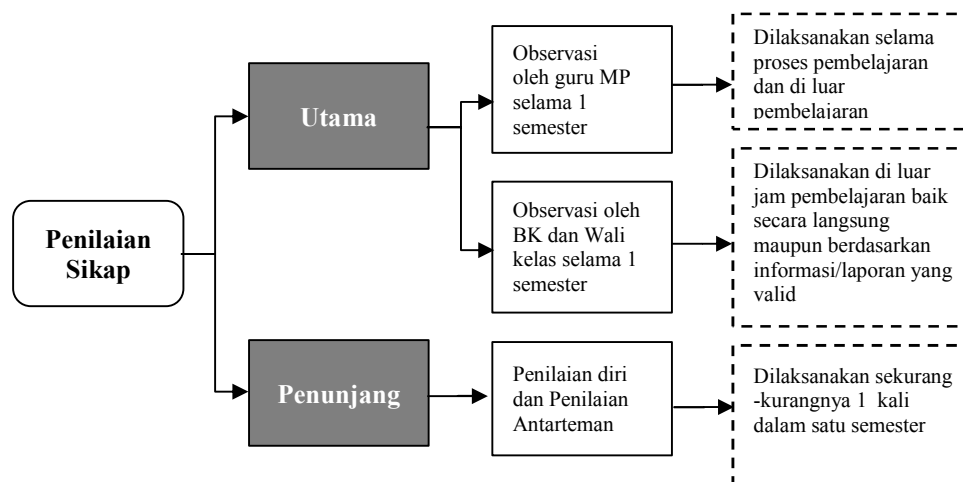 Penilaian
Sikap
Utama
Penunjang
Observasi
oleh guru MP
selama 1
semester
Observasi oleh
BK dan Wali
kelas selama 1
semester
Penilaian diri
dan Penilaian
Antarteman
Dilaksanakan selama
proses pembelajaran
dan di luar
pembelajaran
Dilaksanakan di luar
jam pembelajaran baik
secara langsung
maupun berdasarkan
informasi/laporan yang
valid
Dilaksanakan sekurang
-kurangnya 1 kali
dalam satu semester